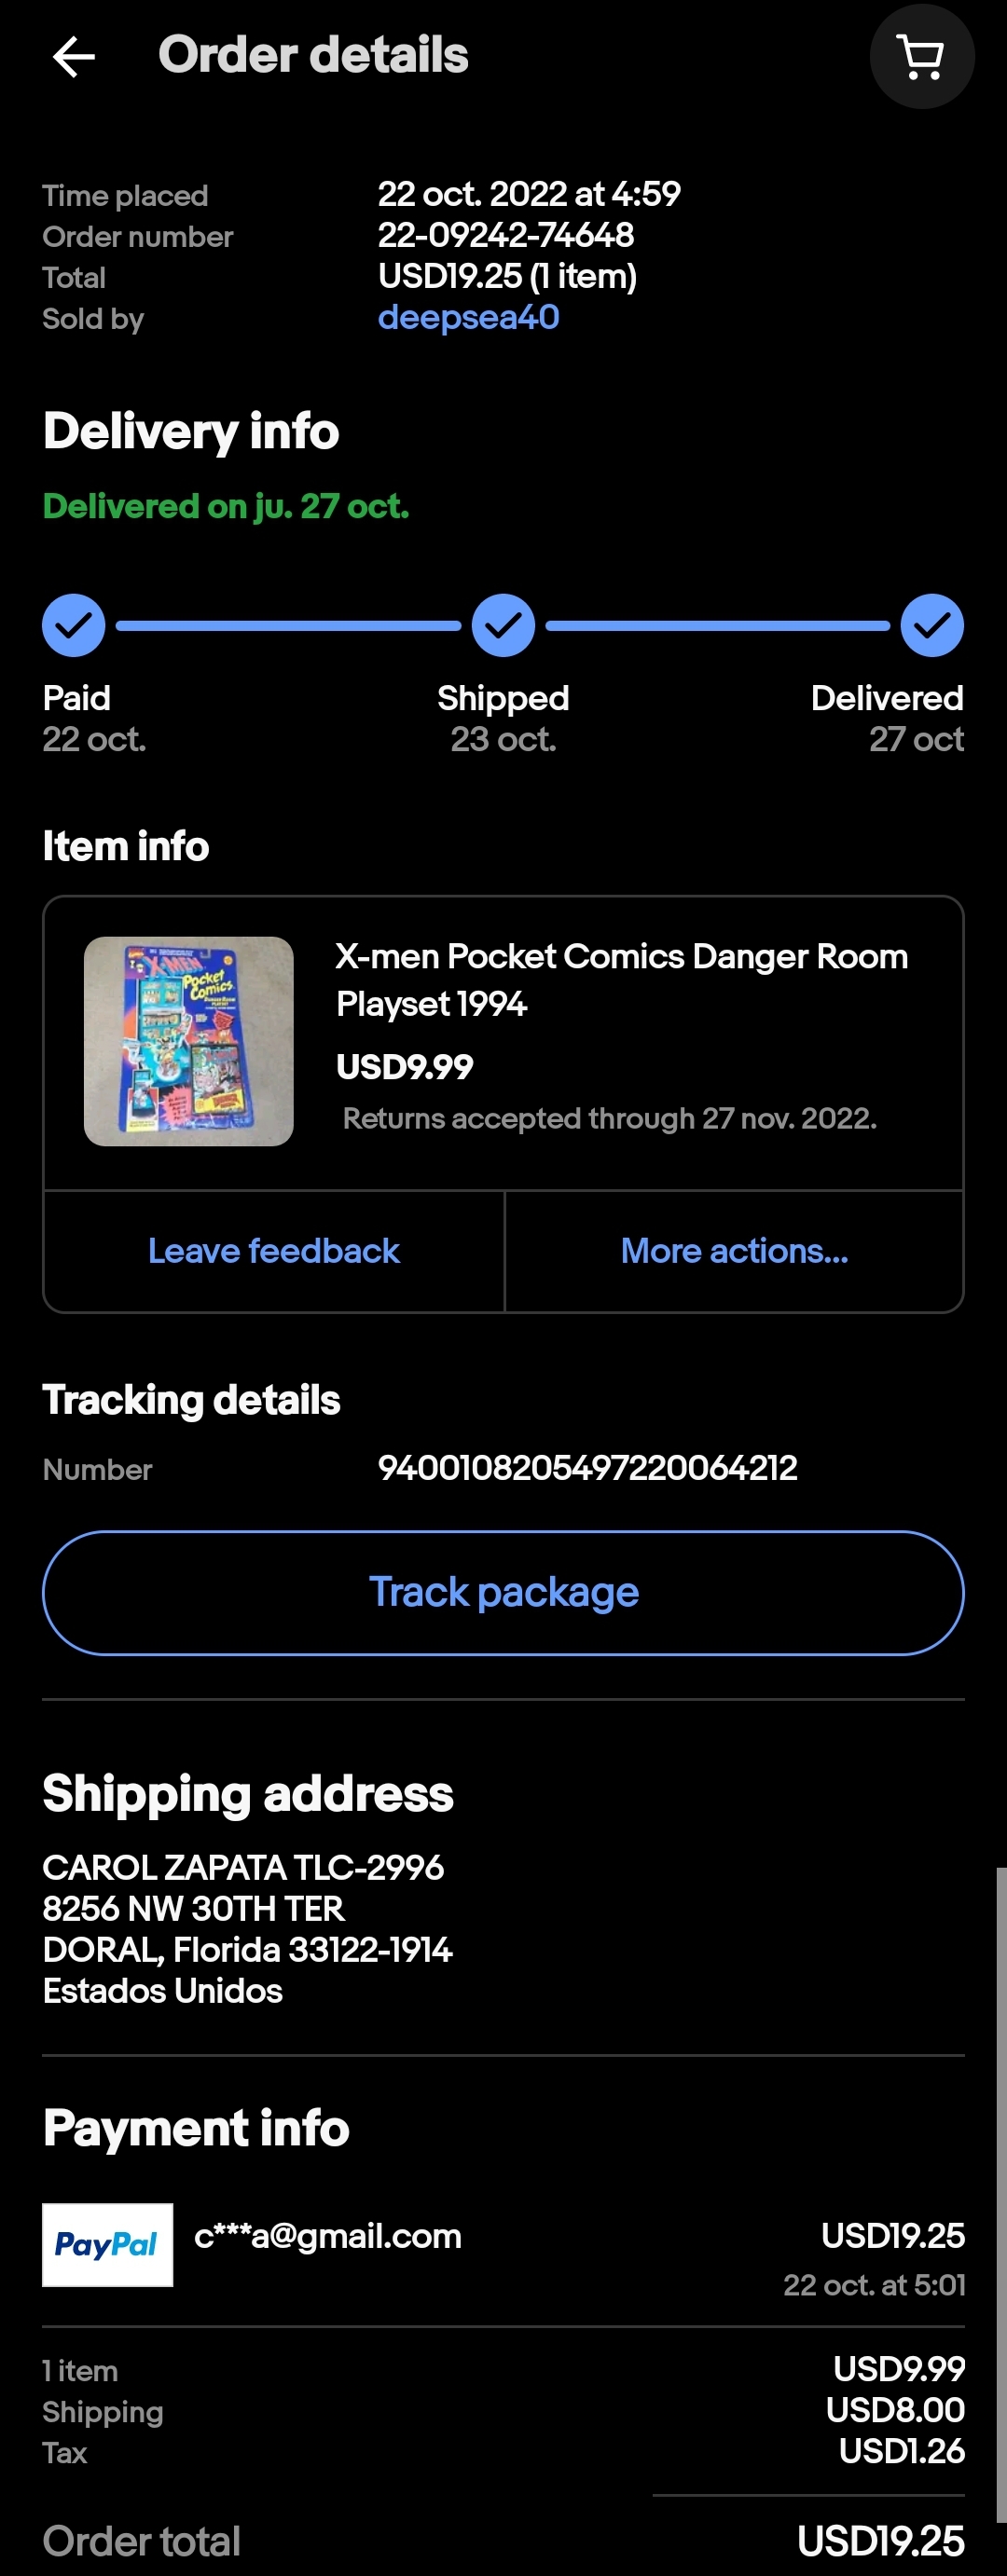 Order details
Time placed 22 oct. 2022 at 4:59
Order number 22-09242-74648
Total USD19.25 (1 item)
Sold by deepsea40
Delivery info
Delivered on ju. 27 oct.
Paid Shipped Delivered
22 oct. 23 oct. 27 oct
Item info
X-MEN
Pocket
Comics
X-men Pocket Comics Danger Room
Playset 1994
USD9.99
Returns accepted through 27 nov. 2022.
Leave feedback More actions...
Tracking details
Number 9400108205497220064212
Track package
Shipping address
CAROL ZAPATA TLC-2996
8256 NW 30TH TER
DORAL, Florida 33122-1914
Estados Unidos
Payment info
PayPal c***a@gmail.com USD19.25
22 oct. at 5:01
1 item USD9.99
Shipping USD8.00
Tax USD1.26
Order total USD19.25